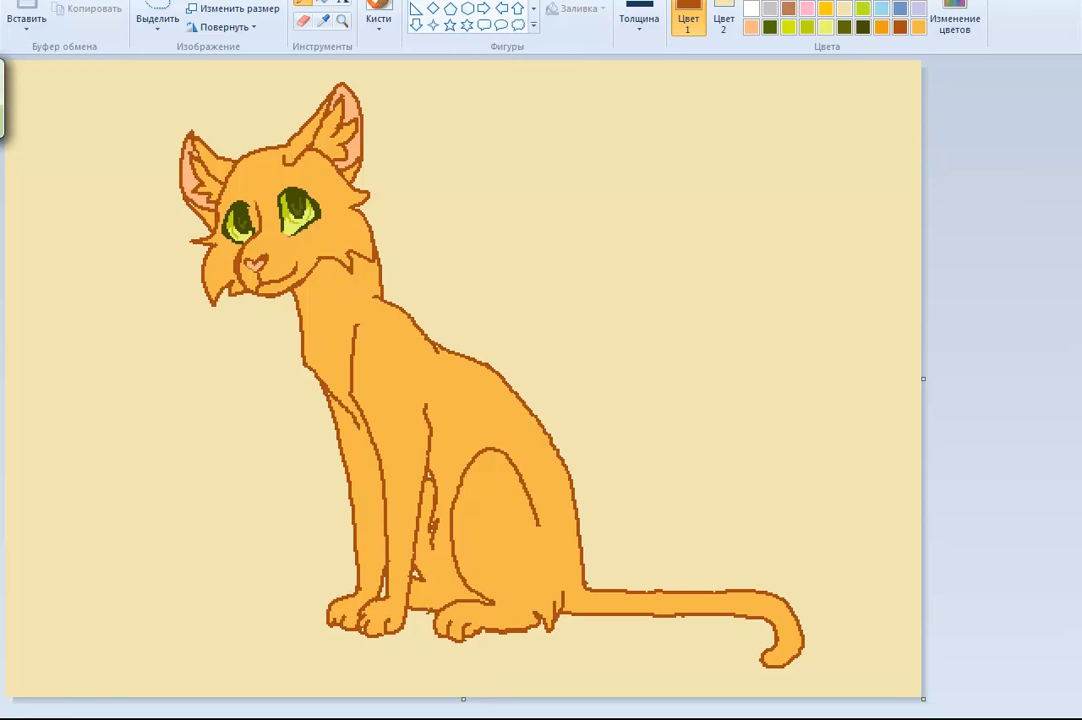 Вставить
Копировать
Буфер обмена
Выделить
Изменить размер
Повернуть
Изображение
Инструменты
Кисти
Заливка
Фигуры
Толщина
Цвет
1
Цвет
2
Изменение
цветов
Цвета